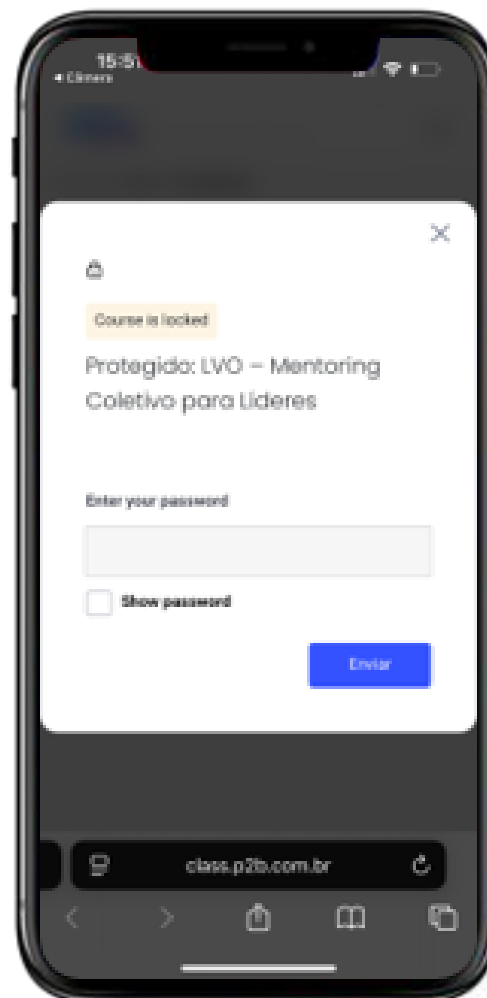 15:51
◀ Câmera
Course is locked
Protegido: LVO – Mentoring
Coletivo para Líderes
Enter your password
Show password
Enviar
class.p2b.com.br